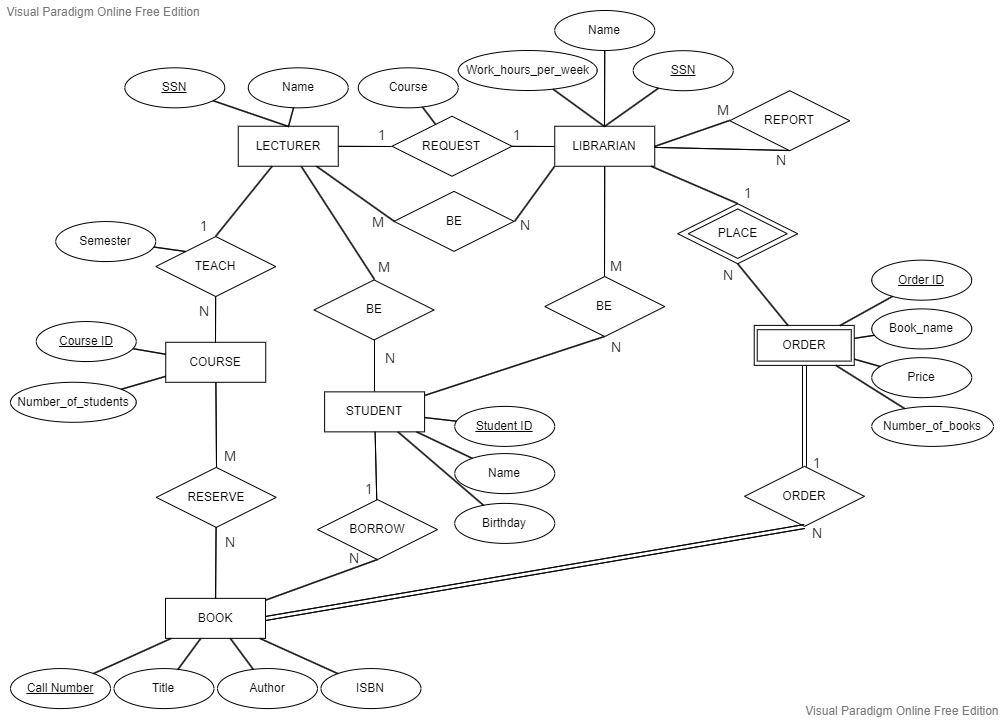 Visual Paradigm Online Free Edition
Name
SSN
Name
Course
Work_hours_per_week
SSN
M
REPORT
LECTURER
1
REQUEST
1
LIBRARIAN
N
1
M
BE
N
1
PLACE
Semester
TEACH
M
M
N
Order ID
N
BE
BE
Book_name
Course ID
COURSE
N
N
ORDER
Price
Number_of_students
STUDENT
Student ID
Number_of_books
M
Name
1
RESERVE
1
ORDER
BORROW
Birthday
N
N
N
BOOK
Call Number
Title
Author
ISBN
Visual Paradigm Online Free Edition